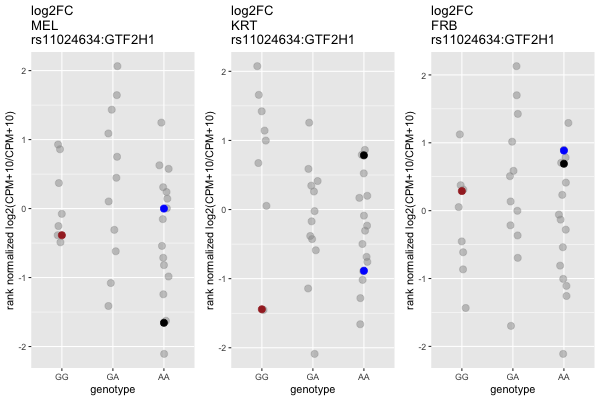 log2FC
MEL
rs11024634:GTF2H1
rank normalized log2(CPM+10/CPM+10)
2
1
0
-1
-2
GG GA AA
genotype
log2FC
KRT
rs11024634:GTF2H1
rank normalized log2(CPM+10/CPM+10)
2
1
0
-1
-2
GG GA AA
genotype
log2FC
FRB
rs11024634:GTF2H1
rank normalized log2(CPM+10/CPM+10)
2
1
0
-1
-2
GG GA AA
genotype